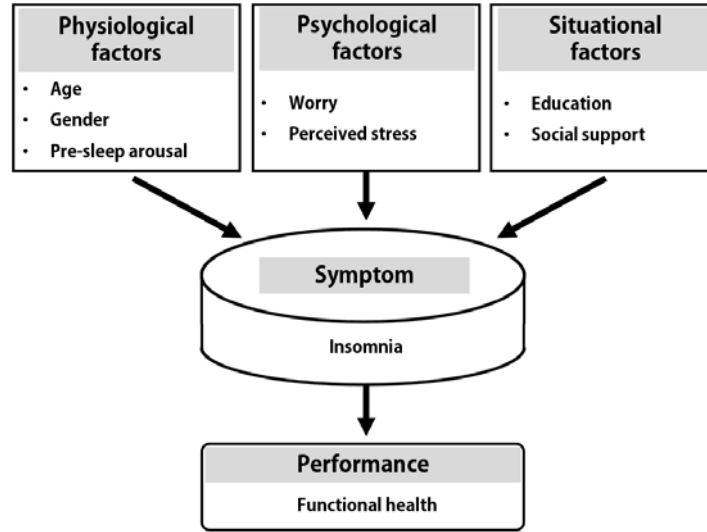 Physiological
factors
• Age
• Gender
• Pre-sleep arousal
Psychological
factors
• Worry
• Perceived stress
Situational
factors
• Education
• Social support
Symptom
Insomnia
Performance
Functional health